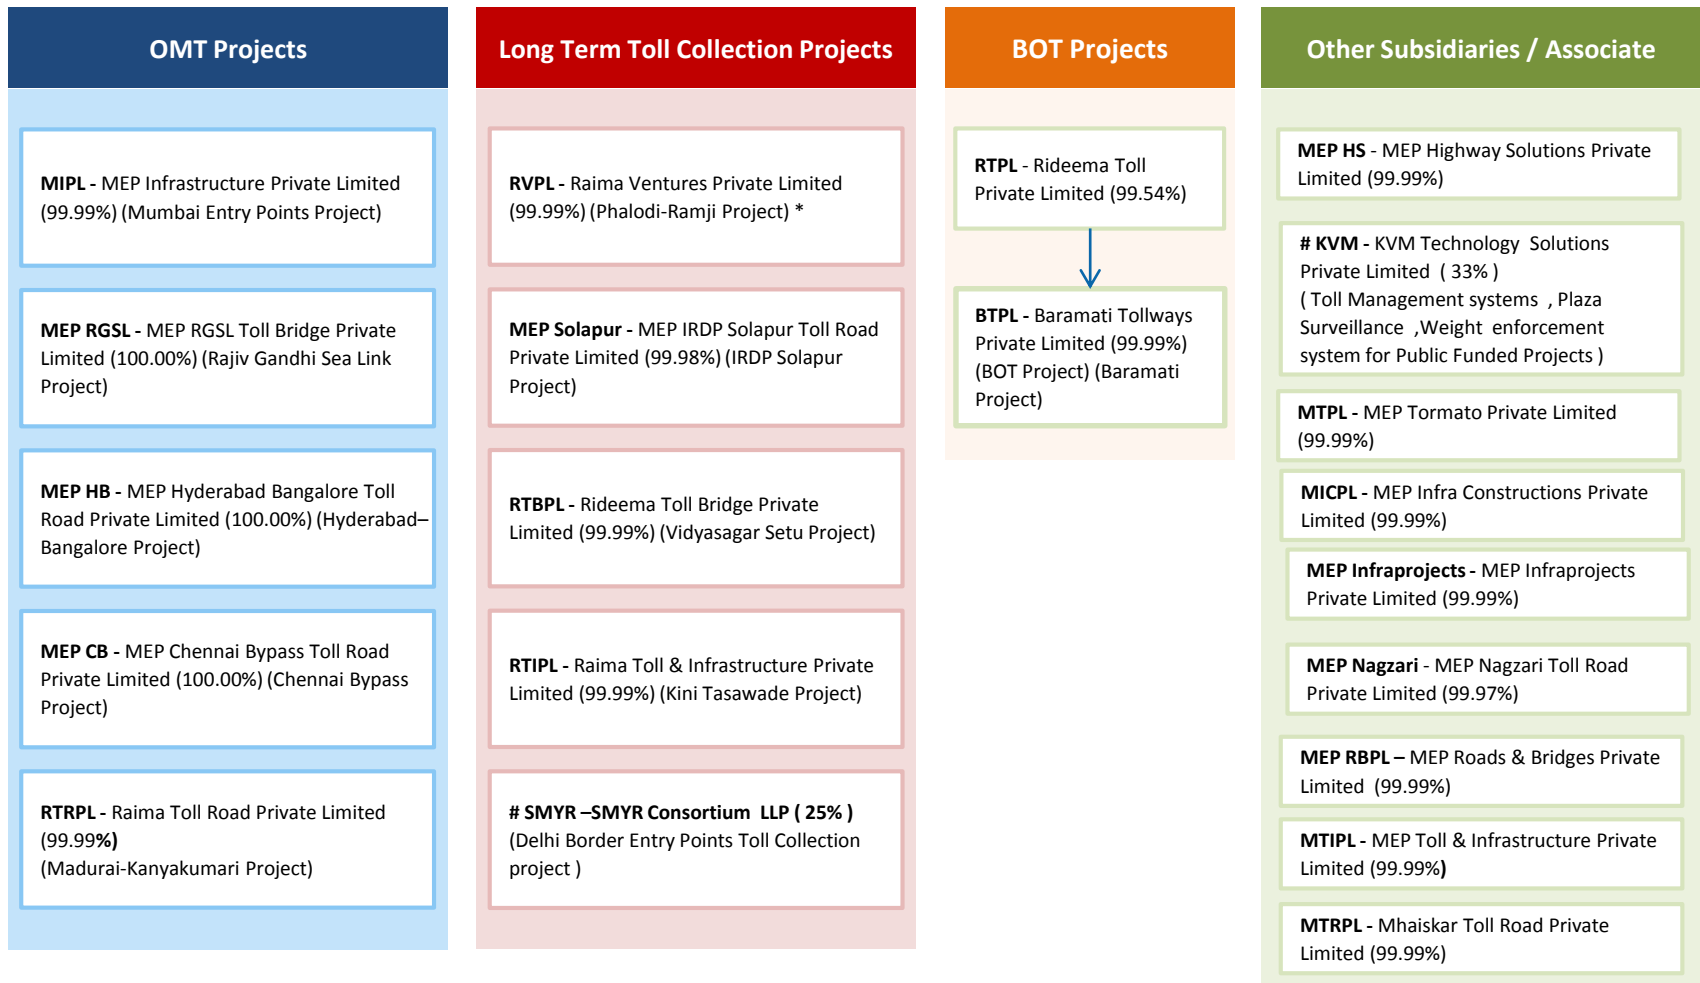 OMT Projects
MIPL - MEP Infrastructure Private Limited
(99.99%) (Mumbai Entry Points Project)
MEP RGSL - MEP RGSL Toll Bridge Private
Limited (100.00%) (Rajiv Gandhi Sea Link
Project)
MEP HB - MEP Hyderabad Bangalore Toll
Road Private Limited (100.00%) (Hyderabad–
Bangalore Project)
MEP CB - MEP Chennai Bypass Toll Road
Private Limited (100.00%) (Chennai Bypass
Project)
RTRPL - Raima Toll Road Private Limited
(99.99%)
(Madurai-Kanyakumari Project)
Long Term Toll Collection Projects
RVPL - Raima Ventures Private Limited
(99.99%) (Phalodi-Ramji Project) *
MEP Solapur - MEP IRDP Solapur Toll Road
Private Limited (99.98%) (IRDP Solapur
Project)
RTBPL - Rideema Toll Bridge Private
Limited (99.99%) (Vidyasagar Setu Project)
RTIPL - Raima Toll & Infrastructure Private
Limited (99.99%) (Kini Tasawade Project)
# SMYR –SMYR Consortium LLP ( 25% )
(Delhi Border Entry Points Toll Collection
project )
BOT Projects
RTPL - Rideema Toll
Private Limited (99.54%)
BTPL - Baramati Tollways
Private Limited (99.99%)
(BOT Project) (Baramati
Project)
Other Subsidiaries / Associate
MEP HS - MEP Highway Solutions Private
Limited (99.99%)
# KVM - KVM Technology Solutions
Private Limited ( 33% )
( Toll Management systems , Plaza
Surveillance ,Weight enforcement
system for Public Funded Projects )
MTPL - MEP Tormato Private Limited
(99.99%)
MICPL - MEP Infra Constructions Private
Limited (99.99%)
MEP Infraprojects - MEP Infraprojects
Private Limited (99.99%)
MEP Nagzari - MEP Nagzari Toll Road
Private Limited (99.97%)
MEP RBPL – MEP Roads & Bridges Private
Limited (99.99%)
MTIPL - MEP Toll & Infrastructure Private
Limited (99.99%)
MTRPL - Mhaiskar Toll Road Private
Limited (99.99%)